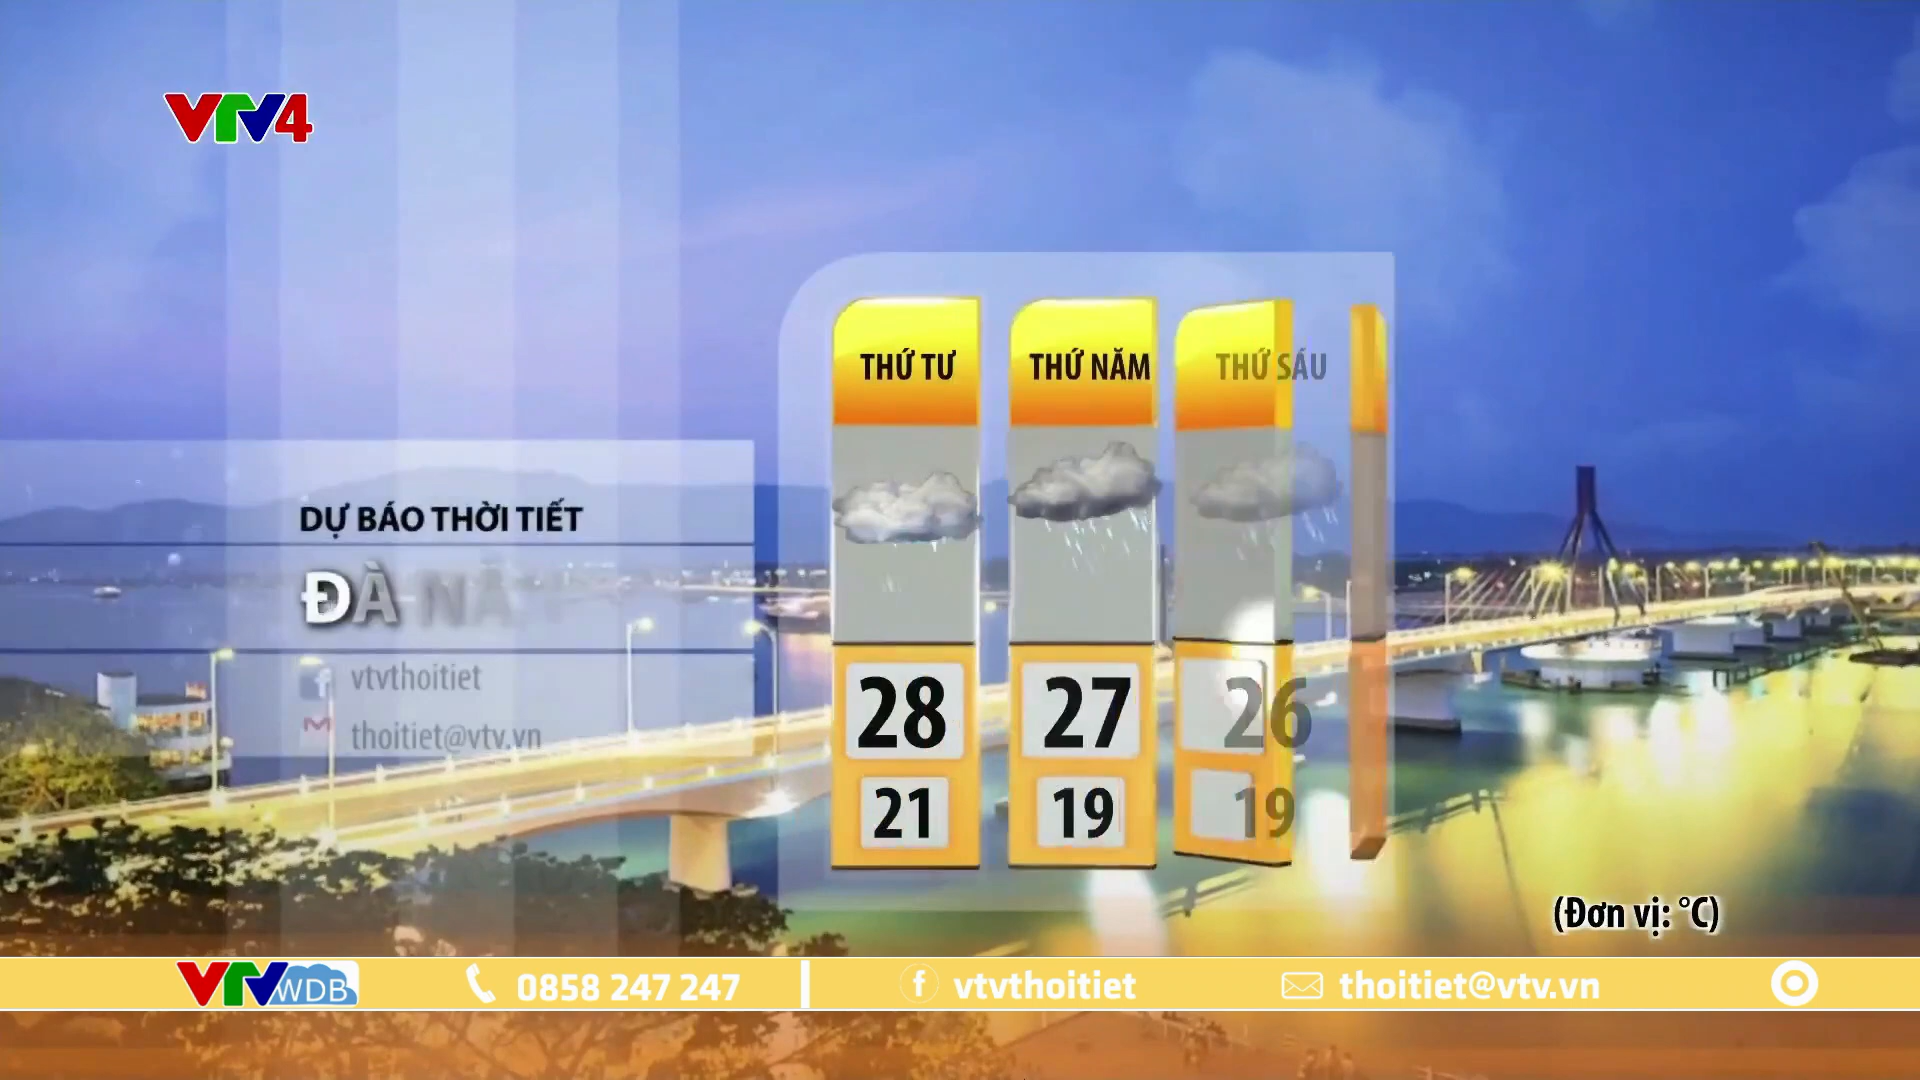 VTV4
THỨ TƯ
THỨ NĂM
THỨ SÁU
DỰ BÁO THỜI TIẾT
ĐÀ NẴ
vtvthoitiet
thoitiet@vtv.vn
28
27
26
21
19
19
(Đơn vị: °C)
VTV WDB
0858 247 247
vtvthoitiet
thoitiet@vtv.vn